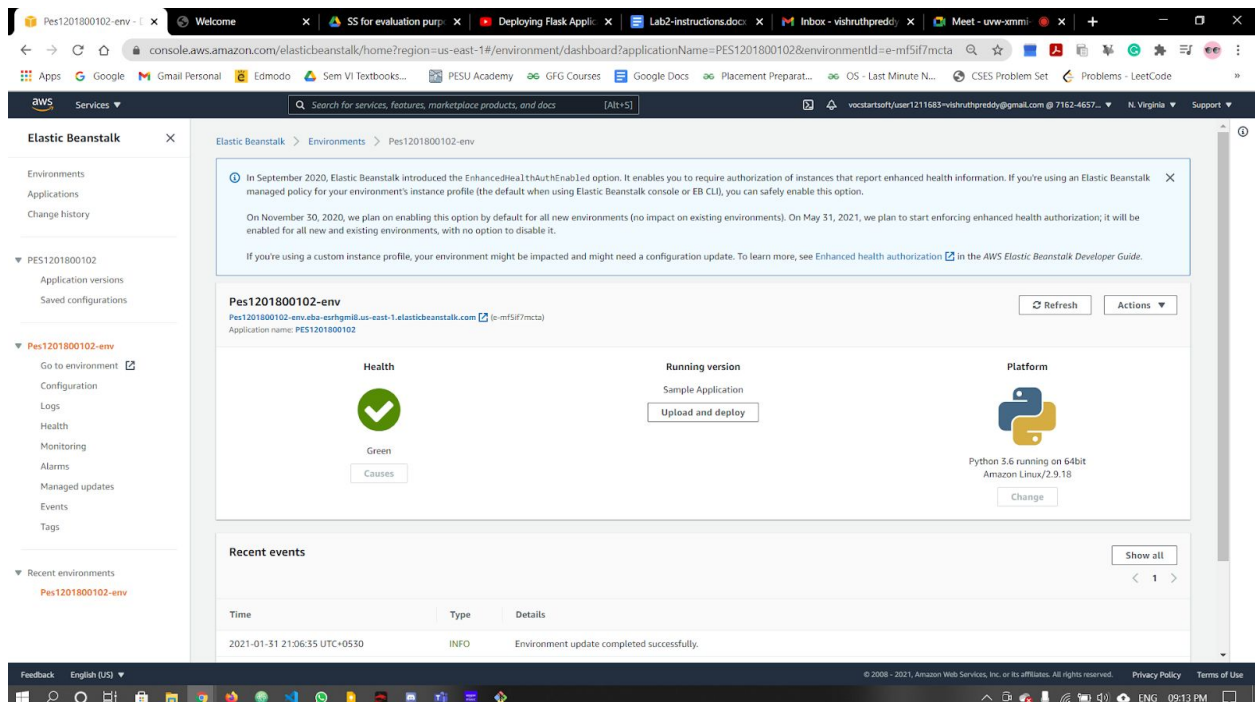 Pes1201800102-env - [
Welcome
SS for evaluation purp
Deploying Flask Applic
Lab2-instructions.docx
Inbox - vishruthpreddy
Meet - uvw-xmmi-
console.aws.amazon.com/elasticbeanstalk/home?region=us-east-1#/environment/dashboard?applicationName=PES1201800102&environmentId=e-mf5if7mcta
Apps
Google
Gmail Personal
Edmodo
Sem VI Textbooks...
PESU Academy
GFG Courses
Google Docs
Placement Preparat...
OS - Last Minute N...
CSES Problem Set
Problems - LeetCode
»
aws
Services
Search for services, features, marketplace products, and docs
[Alt+S]
vocstartsoft/user1211683=vishruthpreddy@gmail.com @ 7162-4657...
N. Virginia
Support
Elastic Beanstalk
Environments
Applications
Change history
PES1201800102
Application versions
Saved configurations
Pes1201800102-env
Go to environment
Configuration
Logs
Health
Monitoring
Alarms
Managed updates
Events
Tags
Recent environments
Pes1201800102-env
Elastic Beanstalk > Environments > Pes1201800102-env
In September 2020, Elastic Beanstalk introduced the EnhancedHealthAuthEnabled option. It enables you to require authorization of instances that report enhanced health information. If you're using an Elastic Beanstalk
managed policy for your environment's instance profile (the default when using Elastic Beanstalk console or EB CLI), you can safely enable this option.
On November 30, 2020, we plan on enabling this option by default for all new environments (no impact on existing environments). On May 31, 2021, we plan to start enforcing enhanced health authorization; it will be
enabled for all new and existing environments, with no option to disable it.
If you're using a custom instance profile, your environment might be impacted and might need a configuration update. To learn more, see Enhanced health authorization in the AWS Elastic Beanstalk Developer Guide.
Pes1201800102-env
Refresh
Actions
Pes1201800102-env.eba-esrhgmi8.us-east-1.elasticbeanstalk.com (e-mf5if7mcta)
Application name: PES1201800102
Health
Green
Causes
Running version
Sample Application
Upload and deploy
Platform
Python 3.6 running on 64bit
Amazon Linux/2.9.18
Change
Recent events
Show all
< 1 >
Time
Type
Details
2021-01-31 21:06:35 UTC+0530
INFO
Environment update completed successfully.
Feedback
English (US)
© 2008 - 2021, Amazon Web Services, Inc. or its affiliates. All rights reserved.
Privacy Policy
Terms of Use
ENG
09:13 PM